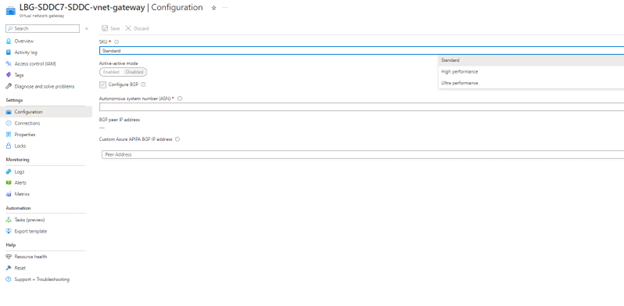 LBG-SDDC7-SDDC-vnet-gateway | Configuration
Virtual network gateway
Search
Save
Discard
Overview
Activity log
Access control (IAM)
Tags
Diagnose and solve problems
Settings
Configuration
Connections
Properties
Locks
Monitoring
Logs
Alerts
Metrics
Automation
Tasks (preview)
Export template
Help
Resource health
Reset
Support + Troubleshooting
SKU *
Standard
Standard
High performance
Ultra performance
Active-active mode
Enabled Disabled
Configure BGP
Autonomous system number (ASN) *
BGP peer IP address
Custom Azure APIPA BGP IP address
Peer Address